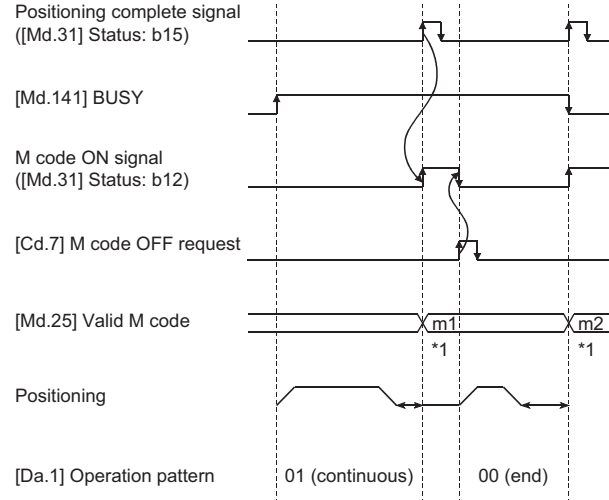 Positioning complete signal
([Md.31] Status: b15)
[Md.141] BUSY
M code ON signal
([Md.31] Status: b12)
[Cd.7] M code OFF request
[Md.25] Valid M code
m1
m2
*1
*1
Positioning
[Da.1] Operation pattern
01 (continuous)
00 (end)